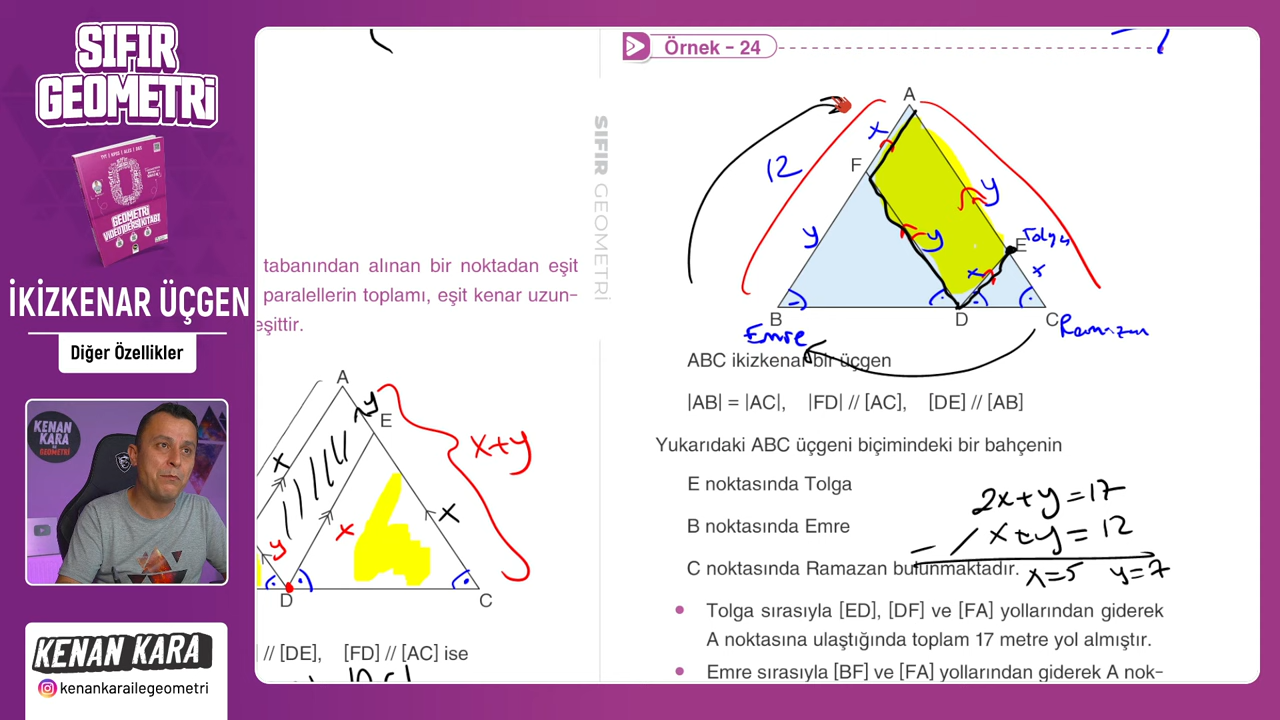 SIFIR
GEOMETRİ
GEOMETRİ
VİDEO DERS KİTABI
İKİZKENAR ÜÇGEN
Diğer Özellikler
KENAN
KARA
KENAN KARA
kenankarailegeometri
tabanından alınan bir noktadan eşit
paralellerin toplamı, eşit kenar uzun-
eşittir.
A
y
E
x
x+y
x
x
y
D
C
// [DE], [FD] // [AC] ise
SIFIR GEOMETRİ
Örnek - 24
A
x
12
F
y
y
y
E
Tolga
x
x
B
D
C
Emre
Ramazan
ABC ikizkenar bir üçgen
|AB| = |AC|, |FD| // [AC], [DE] // [AB]
Yukarıdaki ABC üçgeni biçimindeki bir bahçenin
E noktasında Tolga
2x+y=17
B noktasında Emre
- / x+y=12
C noktasında Ramazan bulunmaktadır.
x=5 y=7
• Tolga sırasıyla [ED], [DF] ve [FA] yollarından giderek
A noktasına ulaştığında toplam 17 metre yol almıştır.
• Emre sırasıyla [BF] ve [FA] yollarından giderek A nok-